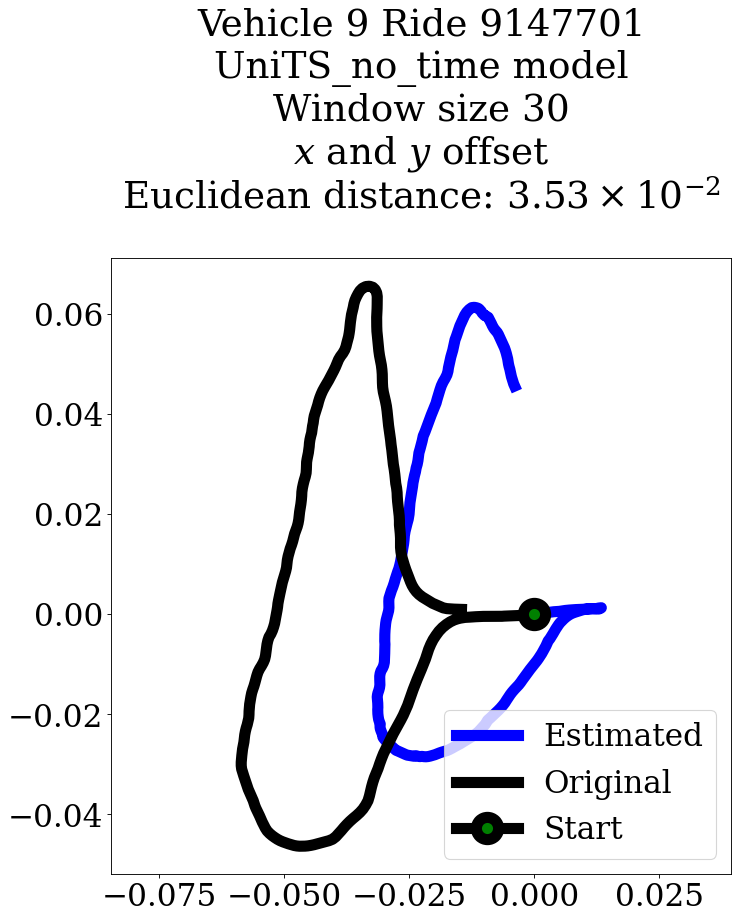 Vehicle 9 Ride 9147701
UniTS_no_time model
Window size 30
x and y offset
Euclidean distance: 3.53 × 10⁻²
0.06
0.04
0.02
0.00
−0.02
−0.04
Estimated
Original
Start
−0.075 −0.050 −0.025 0.000 0.025